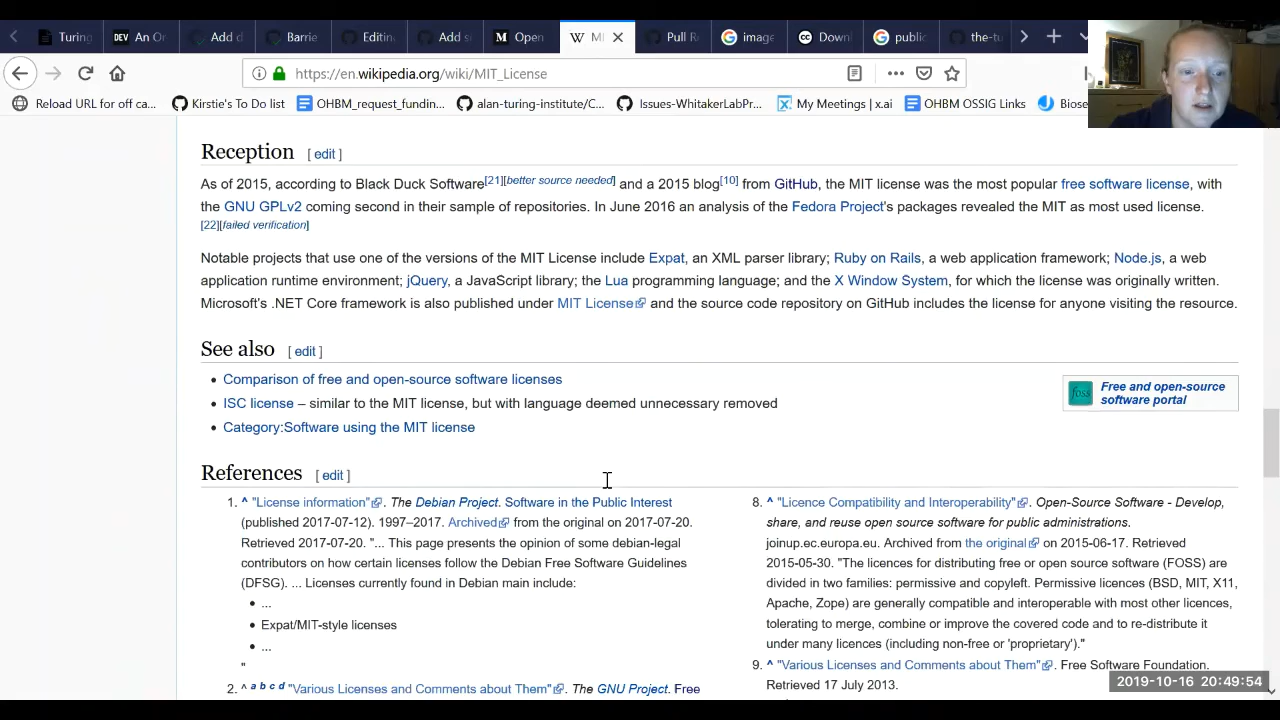 Turing
DEV An Or
Add d
Barrie
Editin
Add so
Open
W MI
Pull R
image
Down
public
the-tu
https://en.wikipedia.org/wiki/MIT_License
Reload URL for off ca...
Kirstie's To Do list
OHBM_request_fundin...
alan-turing-institute/C...
Issues-WhitakerLabPr...
My Meetings | x.ai
OHBM OSSIG Links
Biose
Reception [ edit ]
As of 2015, according to Black Duck Software[21][better source needed] and a 2015 blog[10] from GitHub, the MIT license was the most popular free software license, with
the GNU GPLv2 coming second in their sample of repositories. In June 2016 an analysis of the Fedora Project's packages revealed the MIT as most used license.
[22][failed verification]
Notable projects that use one of the versions of the MIT License include Expat, an XML parser library; Ruby on Rails, a web application framework; Node.js, a web
application runtime environment; jQuery, a JavaScript library; the Lua programming language; and the X Window System, for which the license was originally written.
Microsoft's .NET Core framework is also published under MIT License and the source code repository on GitHub includes the license for anyone visiting the resource.
See also [ edit ]
• Comparison of free and open-source software licenses
• ISC license – similar to the MIT license, but with language deemed unnecessary removed
• Category:Software using the MIT license
foss
Free and open-source
software portal
References [ edit ]
1. ^ "License information". The Debian Project. Software in the Public Interest
(published 2017-07-12). 1997–2017. Archived from the original on 2017-07-20.
Retrieved 2017-07-20. "... This page presents the opinion of some debian-legal
contributors on how certain licenses follow the Debian Free Software Guidelines
(DFSG). ... Licenses currently found in Debian main include:
• ...
• Expat/MIT-style licenses
• ...
"
2. ^ a b c d "Various Licenses and Comments about Them". The GNU Project. Free
8. ^ "Licence Compatibility and Interoperability". Open-Source Software - Develop,
share, and reuse open source software for public administrations.
joinup.ec.europa.eu. Archived from the original on 2015-06-17. Retrieved
2015-05-30. "The licences for distributing free or open source software (FOSS) are
divided in two families: permissive and copyleft. Permissive licences (BSD, MIT, X11,
Apache, Zope) are generally compatible and interoperable with most other licences,
tolerating to merge, combine or improve the covered code and to re-distribute it
under many licences (including non-free or 'proprietary')."
9. ^ "Various Licenses and Comments about Them". Free Software Foundation.
Retrieved 17 July 2013.
2019-10-16 20:49:54